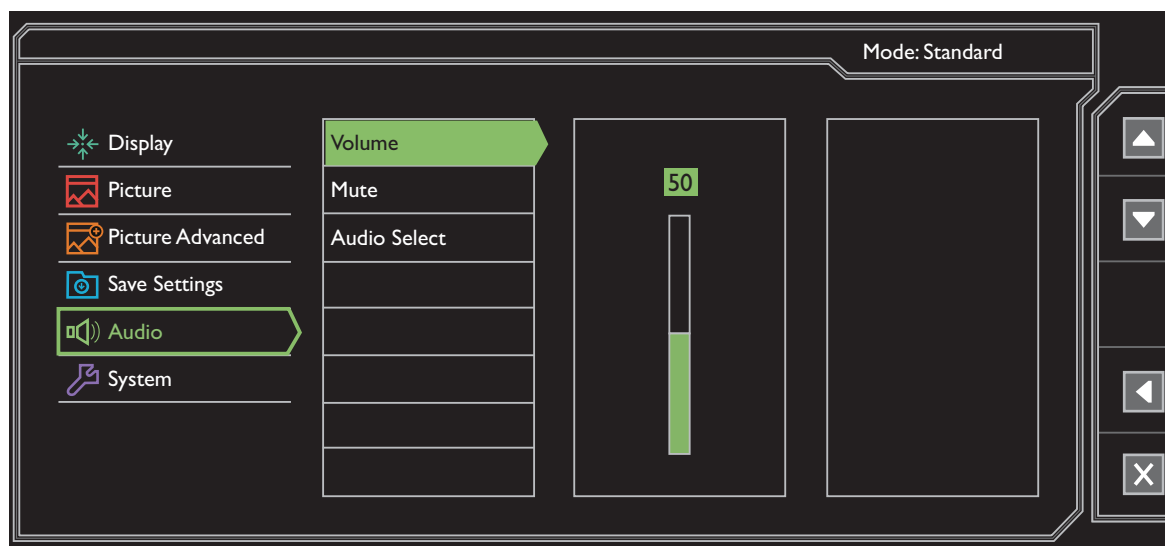 Mode: Standard
Display
Picture
Picture Advanced
Save Settings
Audio
System
Volume
Mute
Audio Select
50